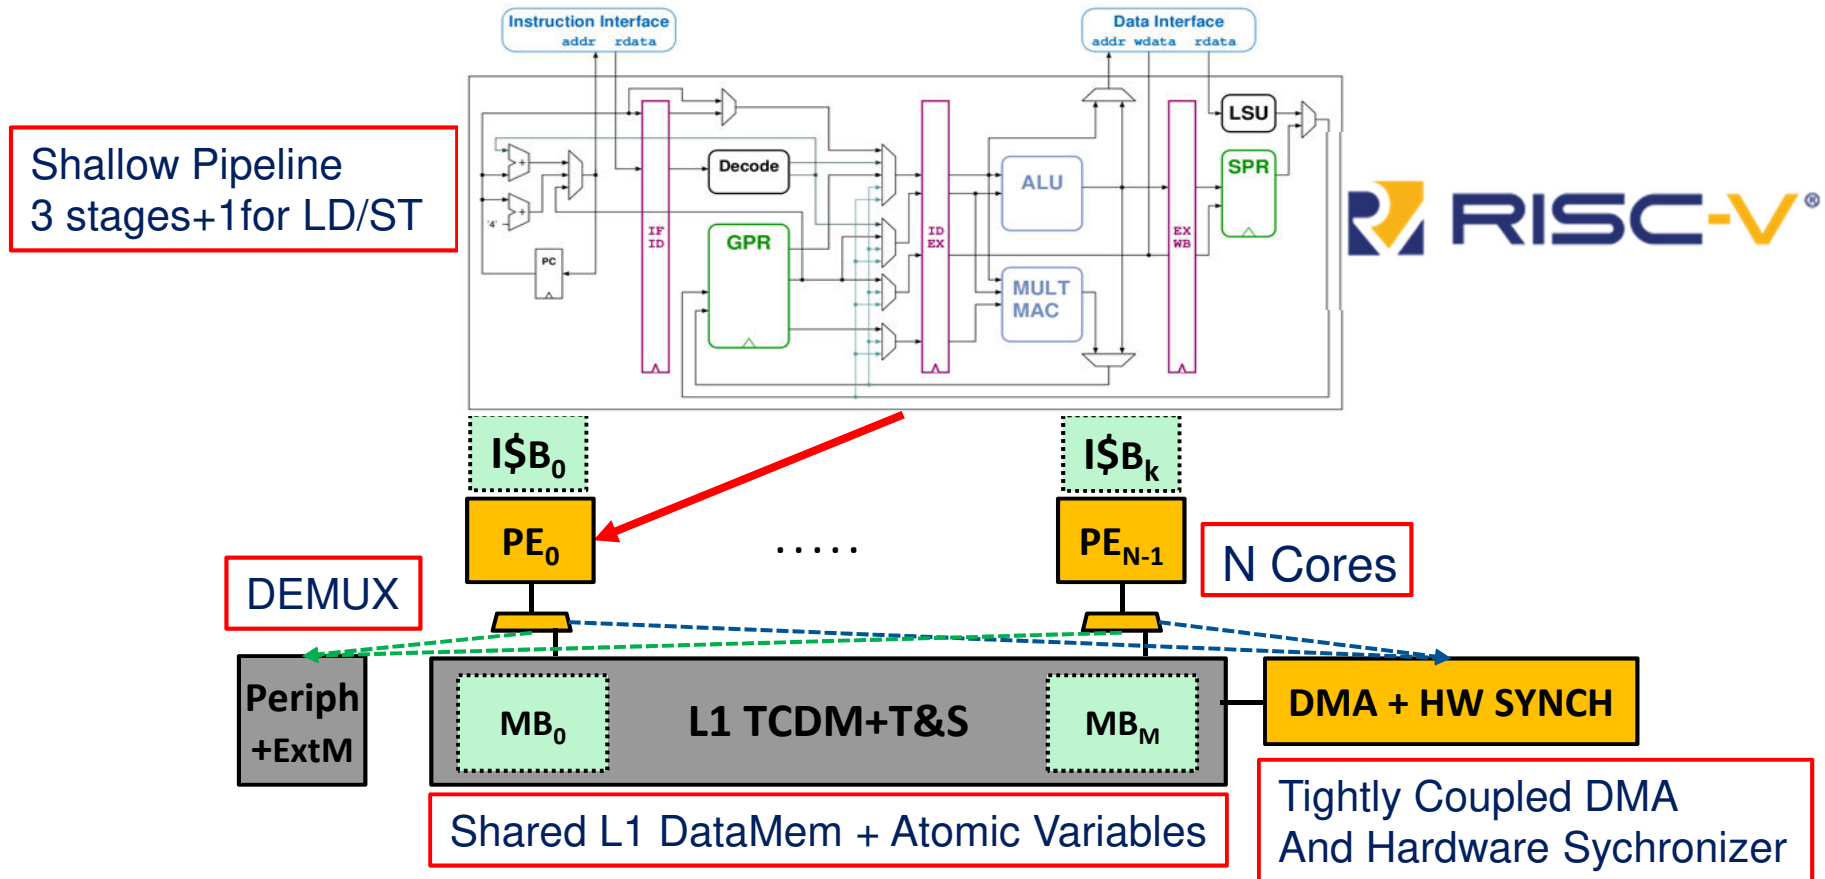 Instruction Interface
addr rdata
Data Interface
addr wdata rdata
Shallow Pipeline
3 stages+1for LD/ST
'4'
PC
IF
ID
Decode
GPR
ID
EX
ALU
MULT
MAC
EX
WB
LSU
SPR
RISC-V®
I$B0
I$Bk
PE0
.....
PEN-1
N Cores
DEMUX
Periph
+ExtM
MB0
L1 TCDM+T&S
MBM
DMA + HW SYNCH
Shared L1 DataMem + Atomic Variables
Tightly Coupled DMA
And Hardware Sychronizer